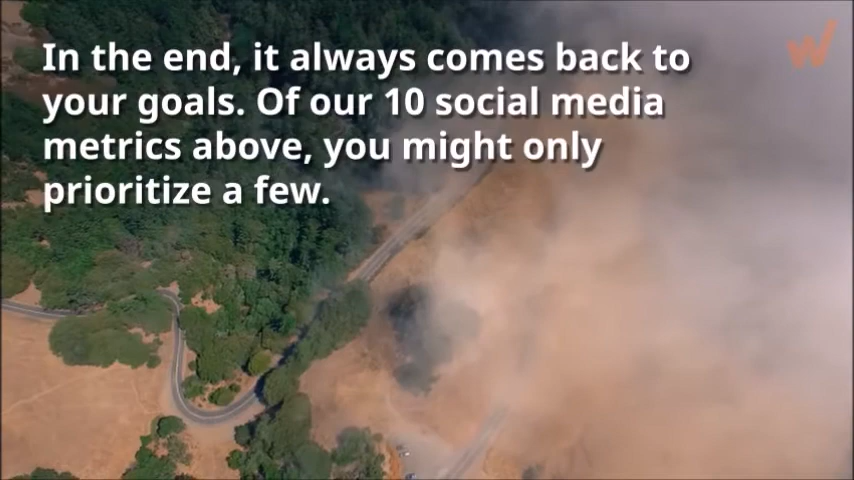 In the end, it always comes back to
your goals. Of our 10 social media
metrics above, you might only
prioritize a few.